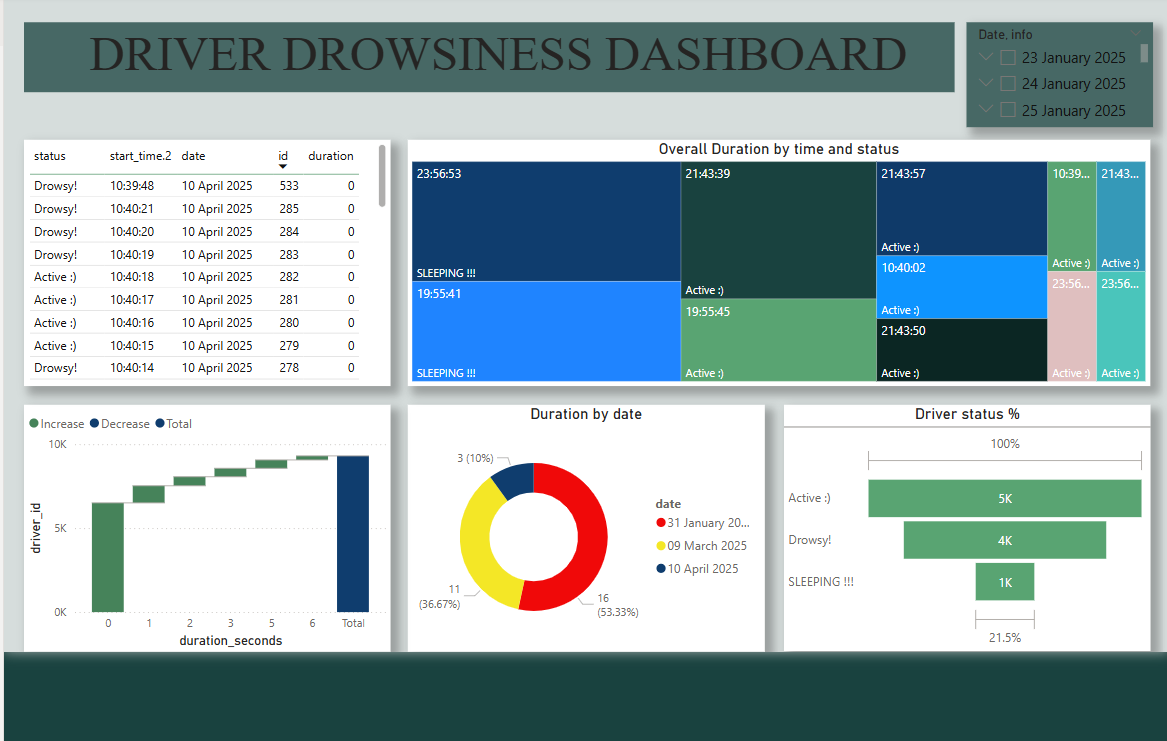 DRIVER DROWSINESS DASHBOARD
Date, info
23 January 2025
24 January 2025
25 January 2025
status start_time.2 date id duration
Drowsy! 10:39:48 10 April 2025 533 0
Drowsy! 10:40:21 10 April 2025 285 0
Drowsy! 10:40:20 10 April 2025 284 0
Drowsy! 10:40:19 10 April 2025 283 0
Active :) 10:40:18 10 April 2025 282 0
Active :) 10:40:17 10 April 2025 281 0
Active :) 10:40:16 10 April 2025 280 0
Active :) 10:40:15 10 April 2025 279 0
Drowsy! 10:40:14 10 April 2025 278 0
Overall Duration by time and status
23:56:53
SLEEPING !!!
19:55:41
SLEEPING !!!
21:43:39
Active :)
19:55:45
Active :)
21:43:57
Active :)
10:40:02
Active :)
21:43:50
Active :)
10:39...
Active :)
21:43...
Active :)
23:56...
Active :)
23:56...
Active :)
Increase Decrease Total
10K
5K
0K
driver_id
0 1 2 3 5 6 Total
duration_seconds
Duration by date
3 (10%)
11
(36.67%)
16
(53.33%)
date
31 January 20...
09 March 2025
10 April 2025
Driver status %
100%
Active :) 5K
Drowsy! 4K
SLEEPING !!! 1K
21.5%